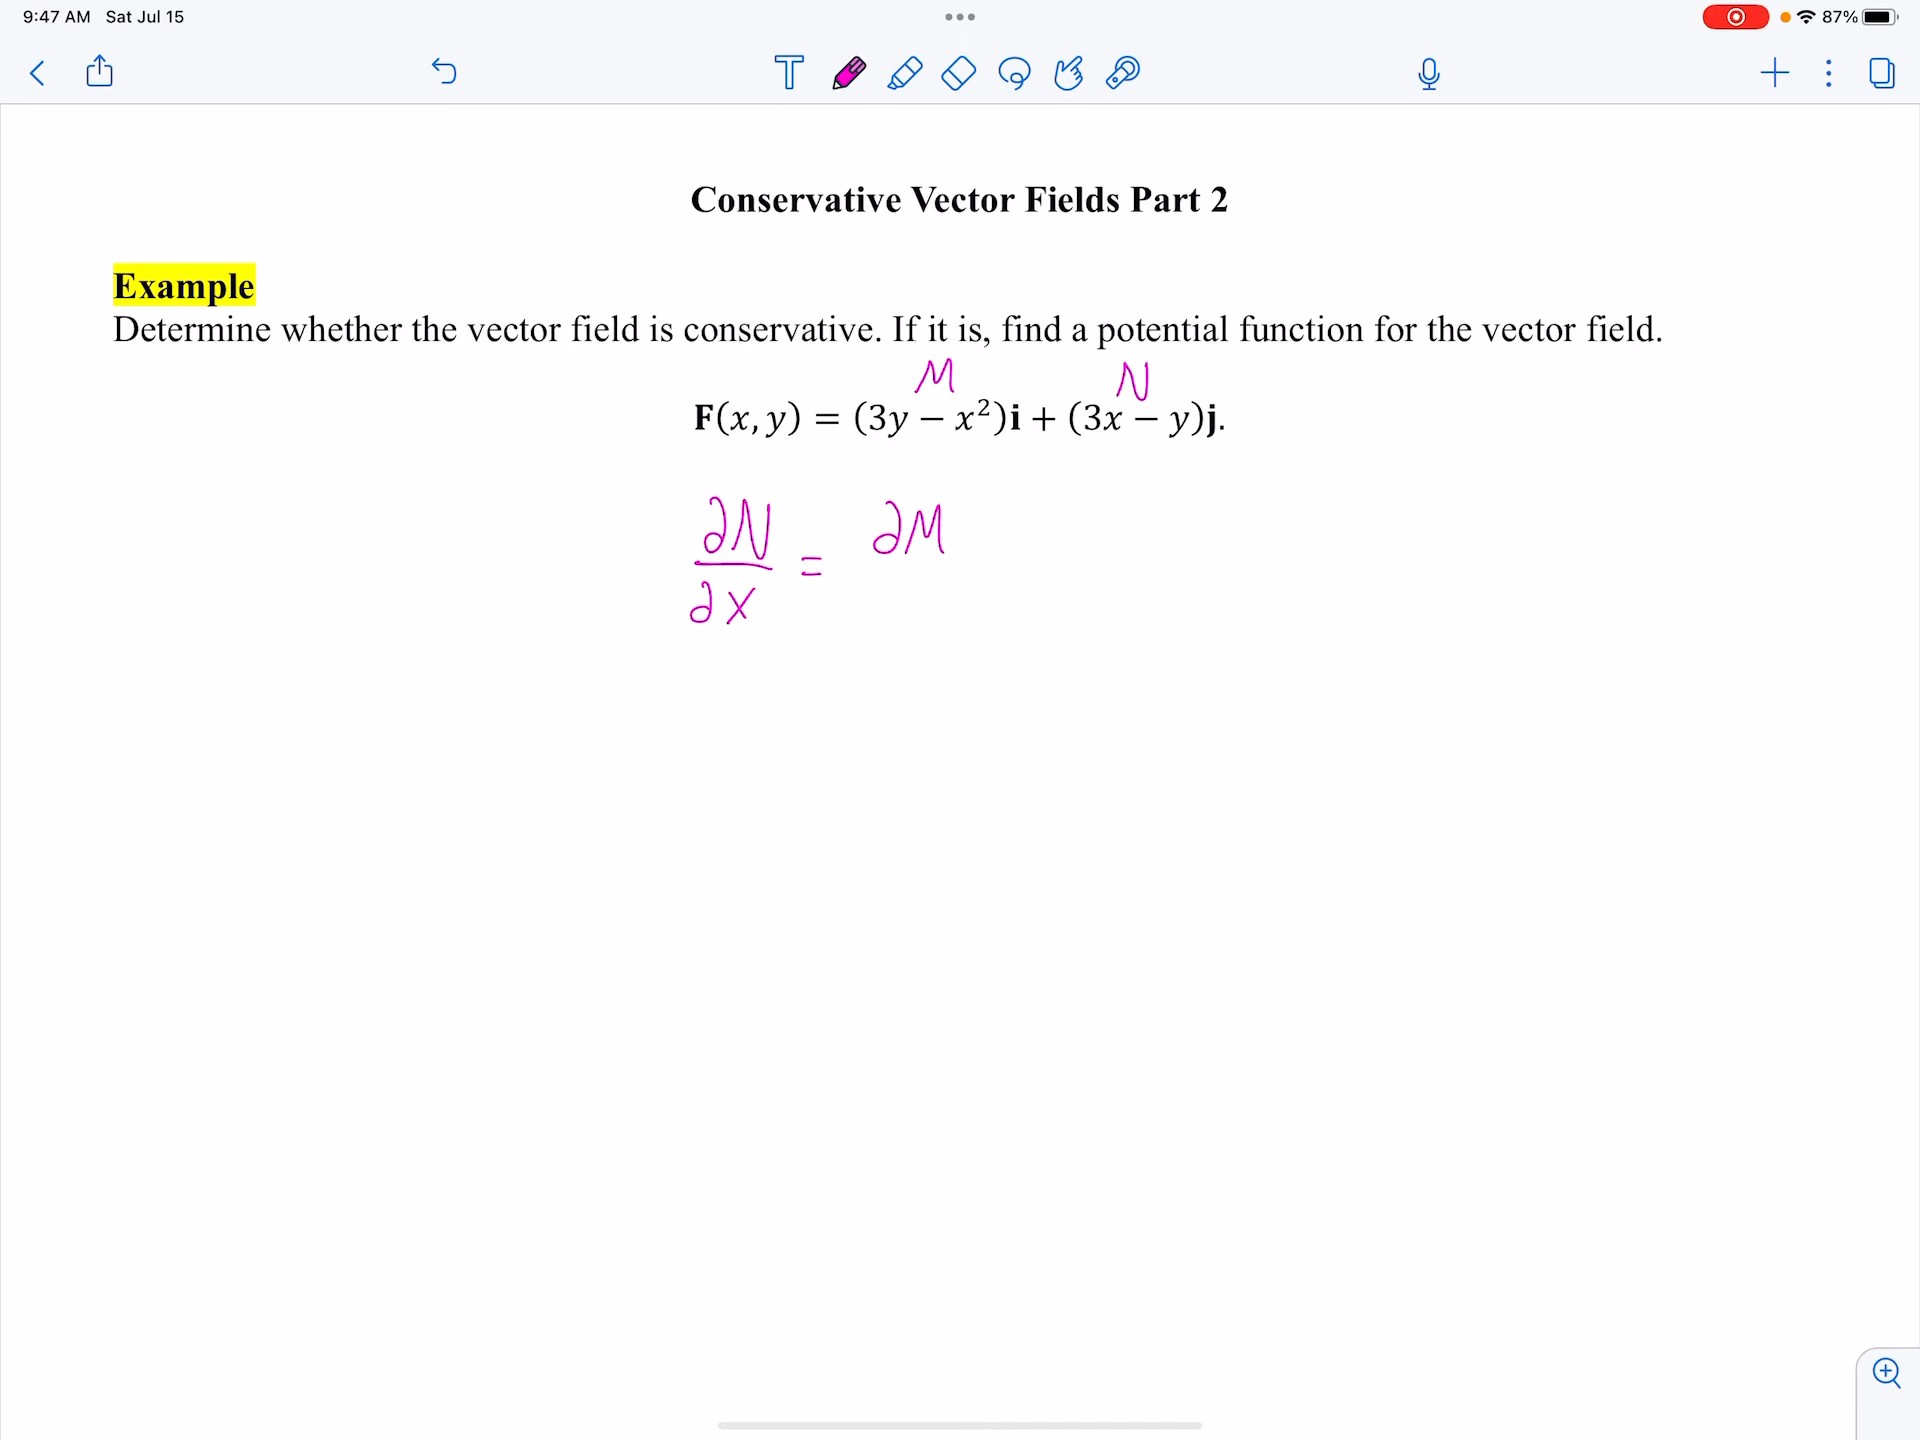 9:47 AM Sat Jul 15
87%
Conservative Vector Fields Part 2
Example
Determine whether the vector field is conservative. If it is, find a potential function for the vector field.
M N
F(x, y) = (3y − x²)i + (3x − y)j.
∂N = ∂M
∂x